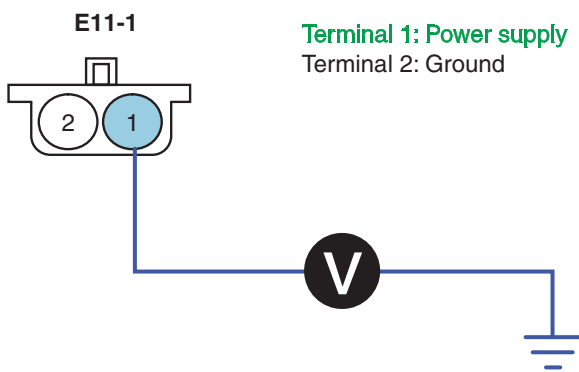 E11-1
Terminal 1: Power supply
Terminal 2: Ground
2 1
V